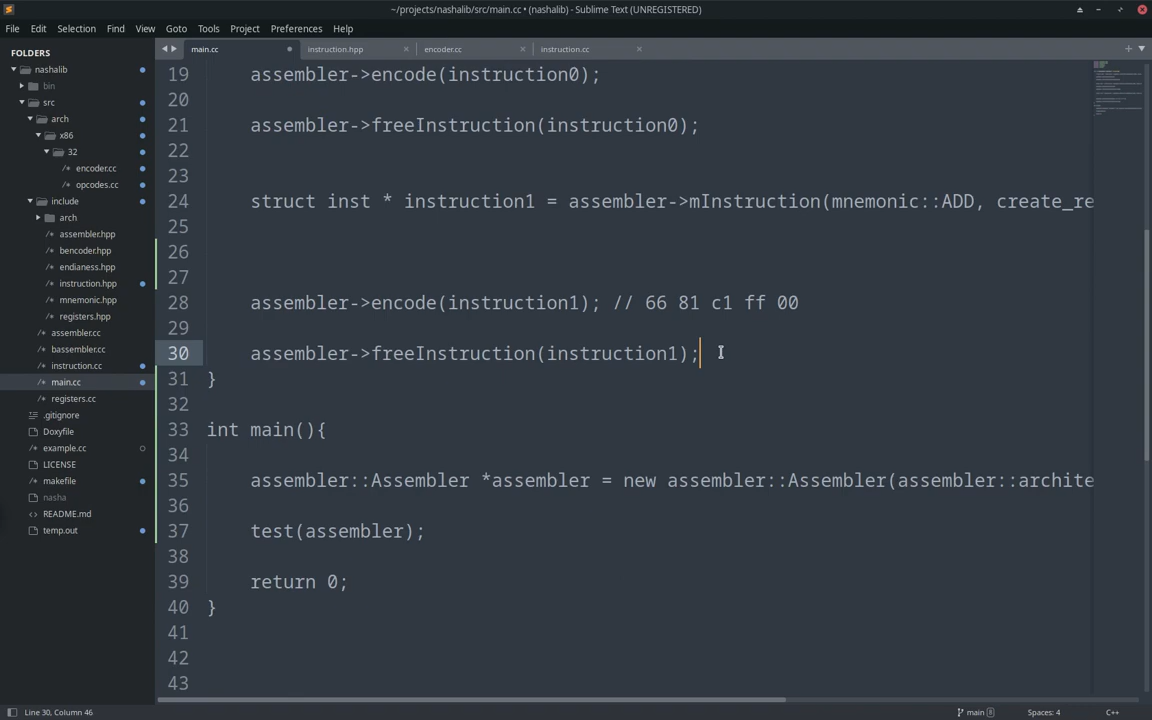 ~/projects/nashalib/src/main.cc • (nashalib) - Sublime Text (UNREGISTERED)
File Edit Selection Find View Goto Tools Project Preferences Help
FOLDERS
nashalib
bin
src
arch
x86
32
/* encoder.cc
/* opcodes.cc
include
arch
/* assembler.hpp
/* bencoder.hpp
/* endianess.hpp
/* instruction.hpp
/* mnemonic.hpp
/* registers.hpp
/* assembler.cc
/* bassembler.cc
/* instruction.cc
/* main.cc
/* registers.cc
.gitignore
Doxyfile
/* example.cc
LICENSE
/* makefile
nasha
<> README.md
/* temp.out
main.cc instruction.hpp encoder.cc instruction.cc
19 assembler->encode(instruction0);
20
21 assembler->freeInstruction(instruction0);
22
23
24 struct inst * instruction1 = assembler->mInstruction(mnemonic::ADD, create_re
25
26
27
28 assembler->encode(instruction1); // 66 81 c1 ff 00
29
30 assembler->freeInstruction(instruction1);
31 }
32
33 int main(){
34
35 assembler::Assembler *assembler = new assembler::Assembler(assembler::archite
36
37 test(assembler);
38
39 return 0;
40 }
41
42
43
Line 30, Column 46
main 8 Spaces: 4 C++